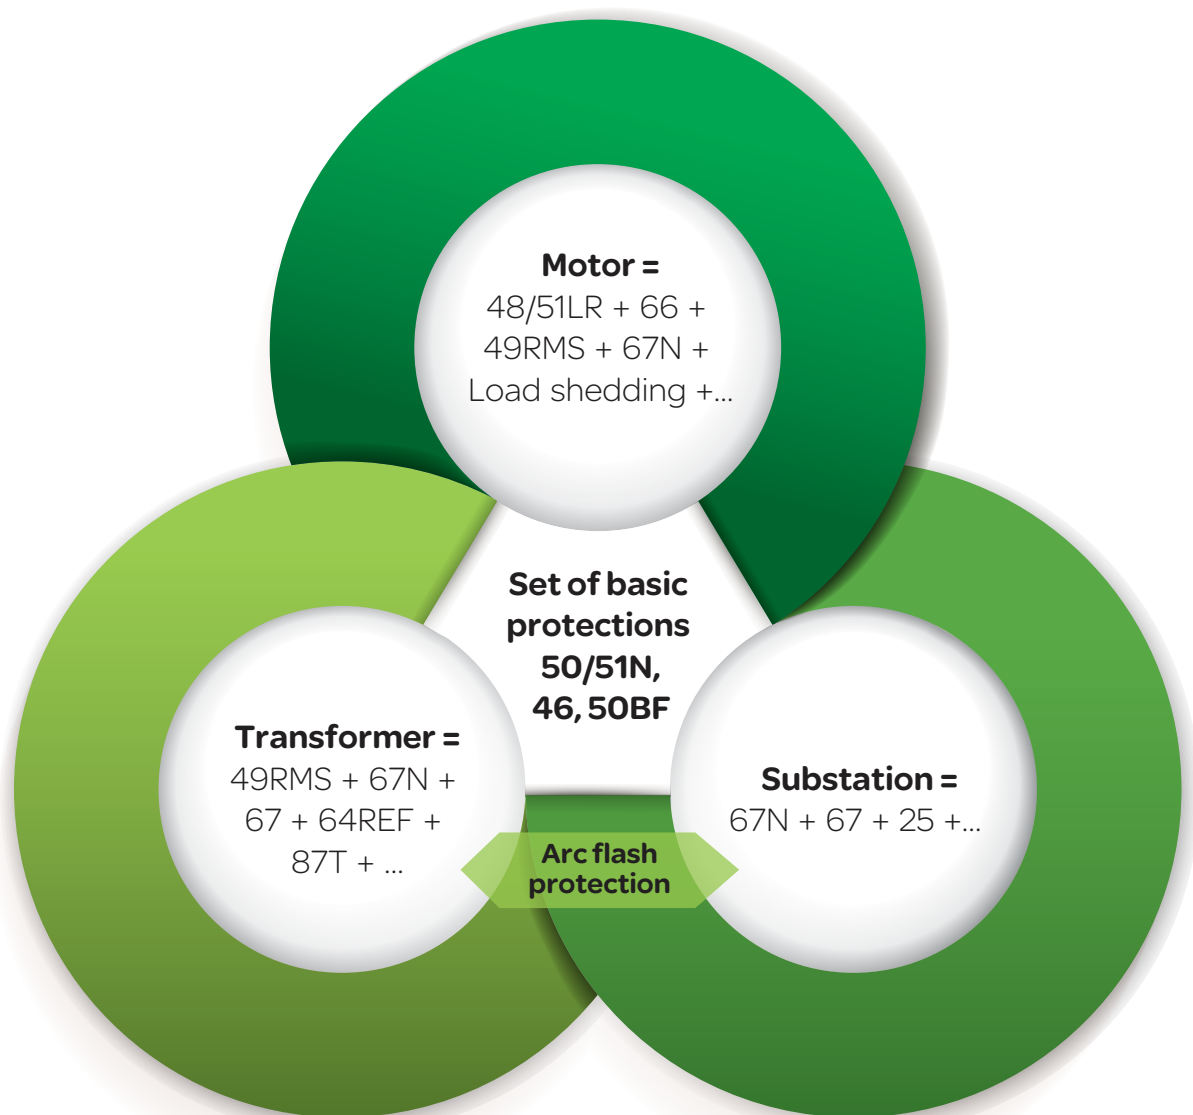 Motor =
48/51LR + 66 +
49RMS + 67N +
Load shedding +...
Set of basic
protections
50/51N,
46, 50BF
Transformer =
49RMS + 67N +
67 + 64REF +
87T + ...
Substation =
67N + 67 + 25 +...
Arc flash
protection